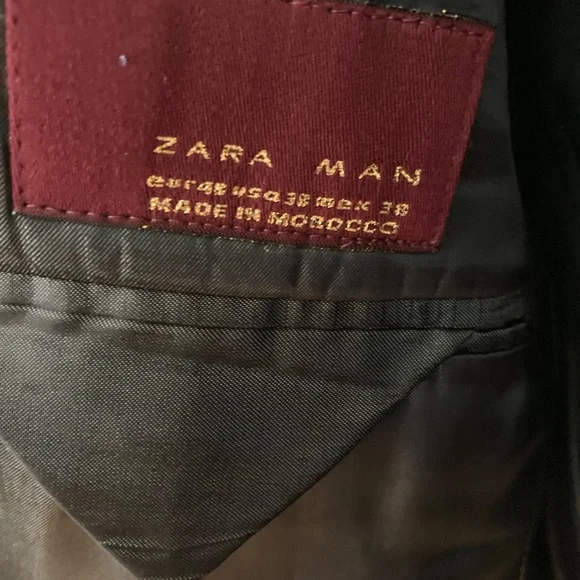 ZARA MAN
eur48 usa38 mex 38
MADE IN MOROCCO